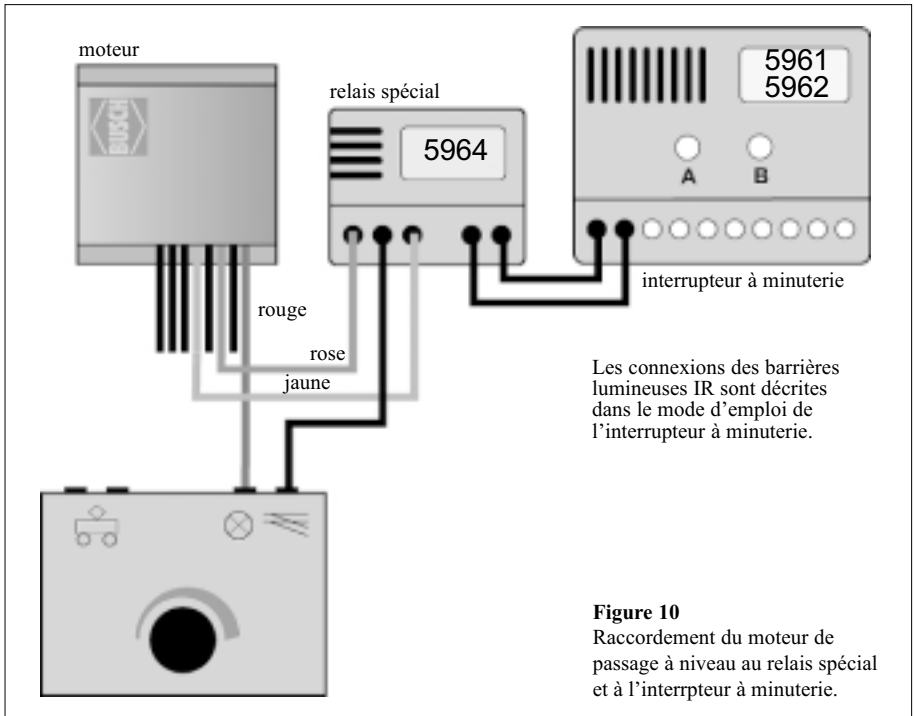 moteur
BUSCH
relais spécial
5964
5961
5962
A B
interrupteur à minuterie
rouge
rose
jaune
Les connexions des barrières
lumineuses IR sont décrites
dans le mode d’emploi de
l’interrupteur à minuterie.
Figure 10
Raccordement du moteur de
passage à niveau au relais spécial
et à l’interrpteur à minuterie.